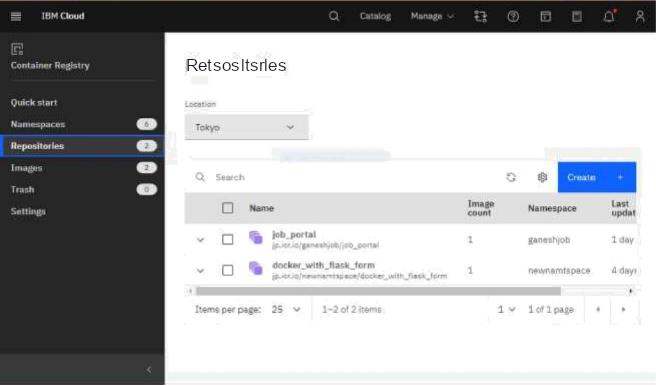 IBM Cloud
Catalog
Manage
Container Registry
Quick start
Namespaces 6
Repositories 2
Images 2
Trash 0
Settings
Retsosltsrles
Location
Tokyo
Search
Create +
Name
Image count
Namespace
Last updat
job_portal
jp.icr.io/ganeshjob/job_portal
1
ganeshjob
1 day
docker_with_flask_form
jp.icr.io/newnamtspace/docker_with_flask_form
1
newnamtspace
4 days
Items per page: 25
1–2 of 2 items
1
1 of 1 page